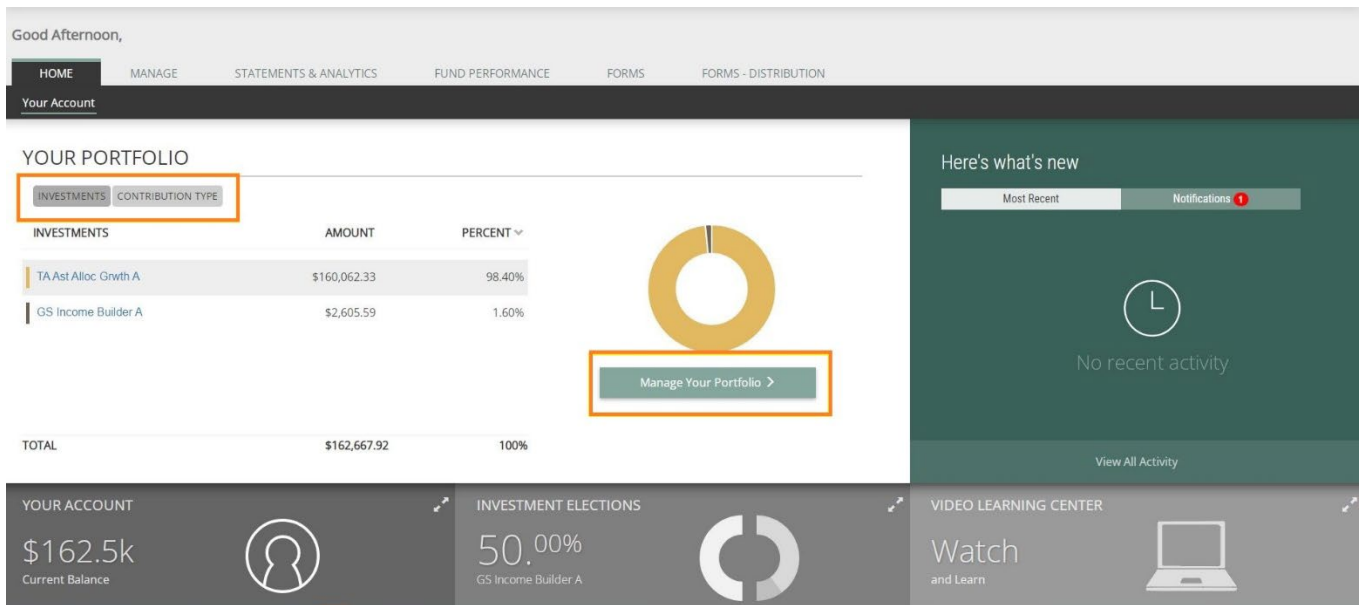 Good Afternoon,
HOME MANAGE STATEMENTS & ANALYTICS FUND PERFORMANCE FORMS FORMS - DISTRIBUTION
Your Account
YOUR PORTFOLIO
INVESTMENTS CONTRIBUTION TYPE
INVESTMENTS AMOUNT PERCENT
TA Ast Alloc Grwth A $160,062.33 98.40%
GS Income Builder A $2,605.59 1.60%
Manage Your Portfolio >
TOTAL $162,667.92 100%
Here's what's new
Most Recent Notifications 1
No recent activity
View All Activity
YOUR ACCOUNT
$162.5k
Current Balance
INVESTMENT ELECTIONS
50.00%
GS Income Builder A
VIDEO LEARNING CENTER
Watch
and Learn